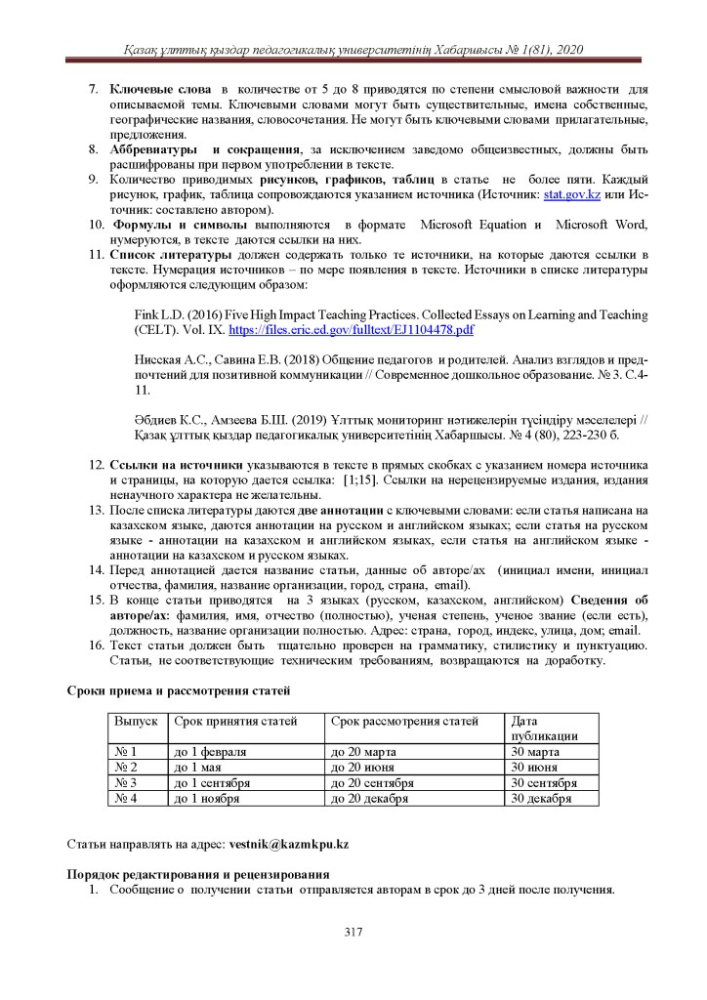 Қазақ ұлттық қыздар педагогикалық университетінің Хабаршысы № 1(81), 2020
7. Ключевые слова в количестве от 5 до 8 приводятся по степени смысловой важности для
описываемой темы. Ключевыми словами могут быть существительные, имена собственные,
географические названия, словосочетания. Не могут быть ключевыми словами прилагательные,
предложения.
8. Аббревиатуры и сокращения, за исключением заведомо общеизвестных, должны быть
расшифрованы при первом употреблении в тексте.
9. Количество приводимых рисунков, графиков, таблиц в статье не более пяти. Каждый
рисунок, график, таблица сопровождаются указанием источника (Источник: stat.gov.kz или Ис-
точник: составлено автором).
10. Формулы и символы выполняются в формате Microsoft Equation и Microsoft Word,
нумеруются, в тексте даются ссылки на них.
11. Список литературы должен содержать только те источники, на которые даются ссылки в
тексте. Нумерация источников – по мере появления в тексте. Источники в списке литературы
оформляются следующим образом:
Fink L.D. (2016) Five High Impact Teaching Practices. Collected Essays on Learning and Teaching
(CELT). Vol. IX. https://files.eric.ed.gov/fulltext/EJ1104478.pdf
Нисская А.С., Савина Е.В. (2018) Общение педагогов и родителей. Анализ взглядов и пред-
почтений для позитивной коммуникации // Современное дошкольное образование. № 3. С.4-
11.
Әбдиев К.С., Амзеева Б.Ш. (2019) Ұлттық мониторинг нәтижелерін түсіндіру мәселелері //
Қазақ ұлттық қыздар педагогикалық университетінің Хабаршысы. № 4 (80), 223-230 б.
12. Ссылки на источники указываются в тексте в прямых скобках с указанием номера источника
и страницы, на которую дается ссылка: [1;15]. Ссылки на нерецензируемые издания, издания
ненаучного характера не желательны.
13. После списка литературы даются две аннотации с ключевыми словами: если статья написана на
казахском языке, даются аннотации на русском и английском языках; если статья на русском
языке - аннотации на казахском и английском языках, если статья на английском языке -
аннотации на казахском и русском языках.
14. Перед аннотацией дается название статьи, данные об авторе/ах (инициал имени, инициал
отчества, фамилия, название организации, город, страна, email).
15. В конце статьи приводятся на 3 языках (русском, казахском, английском) Сведения об
авторе/ах: фамилия, имя, отчество (полностью), ученая степень, ученое звание (если есть),
должность, название организации полностью. Адрес: страна, город, индекс, улица, дом; email.
16. Текст статьи должен быть тщательно проверен на грамматику, стилистику и пунктуацию.
Статьи, не соответствующие техническим требованиям, возвращаются на доработку.
Сроки приема и рассмотрения статей
Выпуск Срок принятия статей Срок рассмотрения статей Дата
публикации
№ 1 до 1 февраля до 20 марта 30 марта
№ 2 до 1 мая до 20 июня 30 июня
№ 3 до 1 сентября до 20 сентября 30 сентября
№ 4 до 1 ноября до 20 декабря 30 декабря
Статьи направлять на адрес: vestnik@kazmkpu.kz
Порядок редактирования и рецензирования
1. Сообщение о получении статьи отправляется авторам в срок до 3 дней после получения.
317